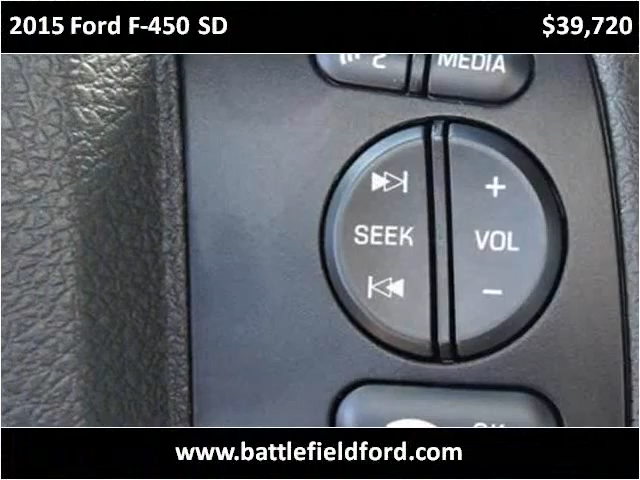 2015 Ford F-450 SD $39,720
MEDIA
SEEK
+
VOL
−
www.battlefieldford.com